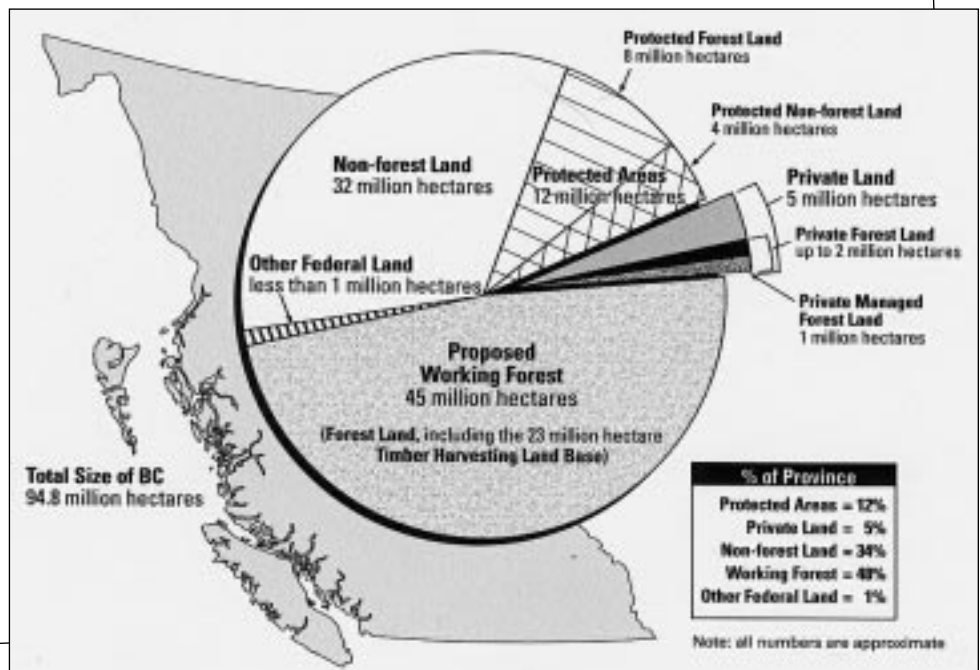 Protected Forest Land
8 million hectares
Protected Non-forest Land
4 million hectares
Non-forest Land
32 million hectares
Protected Areas
12 million hectares
Private Land
5 million hectares
Private Forest Land
up to 2 million hectares
Other Federal Land
less than 1 million hectares
Private Managed
Forest Land
1 million hectares
Proposed
Working Forest
45 million hectares
(Forest Land, including the 23 million hectare
Timber Harvesting Land Base)
Total Size of BC
94.8 million hectares
% of Province
Protected Areas = 12%
Private Land = 5%
Non-forest Land = 34%
Working Forest = 48%
Other Federal Land = 1%
Note: all numbers are approximate